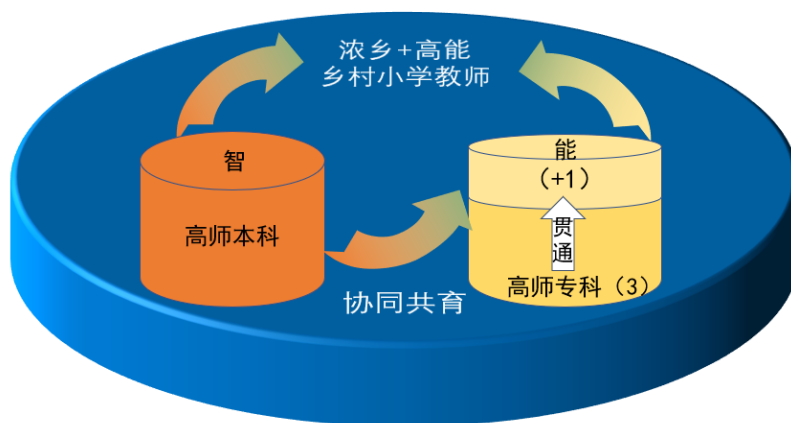 浓乡+高能
乡村小学教师
智
高师本科
能
（+1）
贯
通
高师专科（3）
协同共育